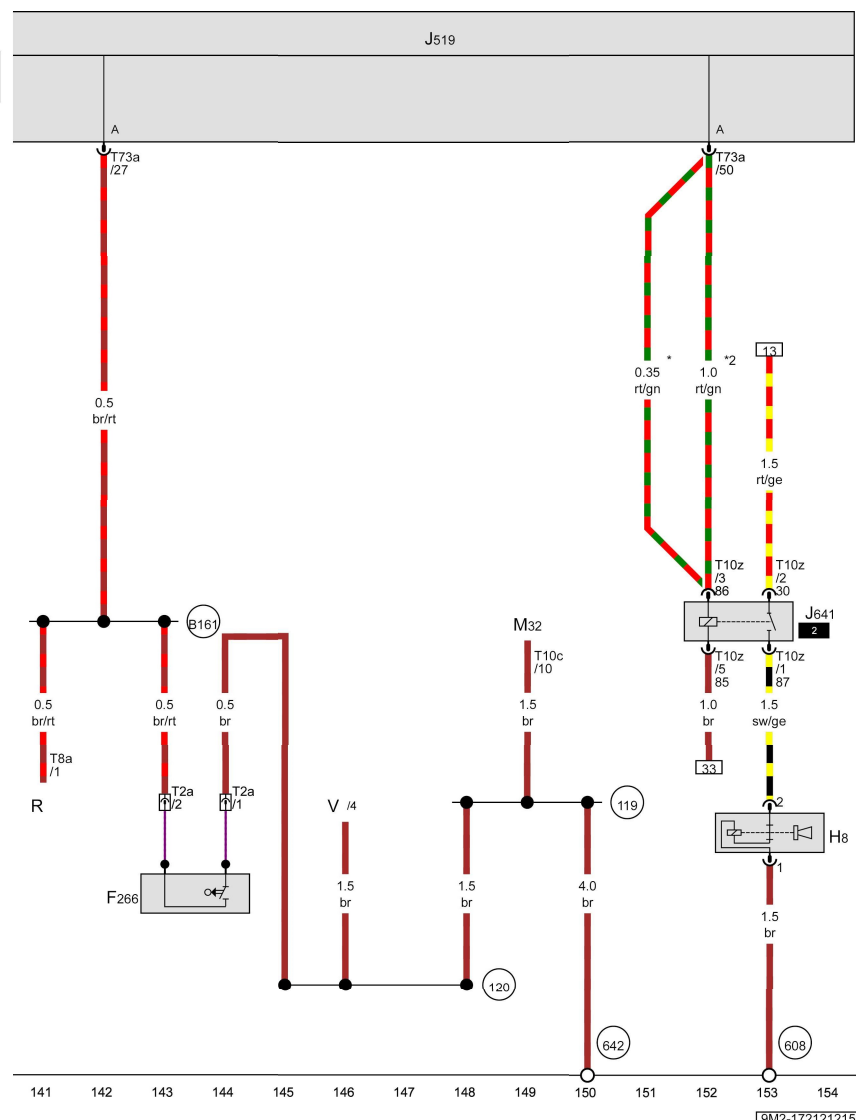 J519
A
A
T73a
/27
T73a
/50
13
*
*2
0.35
rt/gn
1.0
rt/gn
0.5
br/rt
1.5
rt/ge
T10z
/3
86
T10z
/2
30
J641
2
B161
M32
T10c
/10
T10z
/5
85
T10z
/1
87
0.5
br/rt
0.5
br/rt
0.5
br
1.5
br
1.0
br
1.5
sw/ge
T8a
/1
33
R
T2a
/2
T2a
/1
V /4
119
2
H8
F266
1
1.5
br
1.5
br
4.0
br
1.5
br
120
642
608
141 142 143 144 145 146 147 148 149 150 151 152 153 154
9M2-172121215